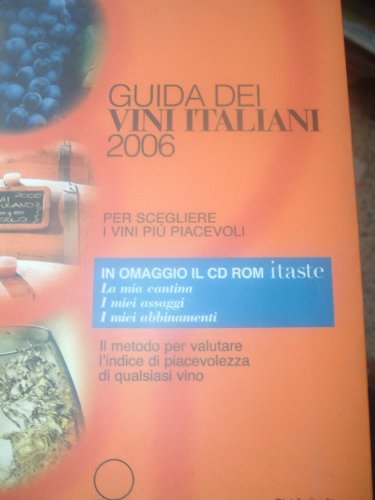 GUIDA DEI
VINI ITALIANI
2006
PER SCEGLIERE
I VINI PIÙ PIACEVOLI
IN OMAGGIO IL CD ROM itaste
La mia cantina
I miei assaggi
I miei abbinamenti
Il metodo per valutare
l'indice di piacevolezza
di qualsiasi vino